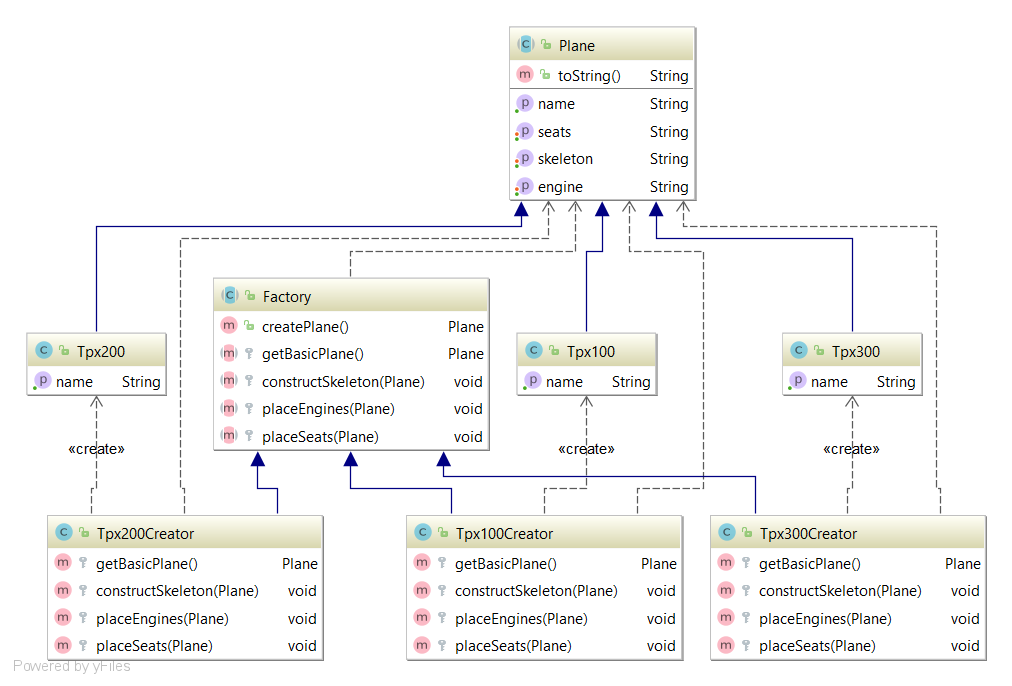 Plane
toString() String
name String
seats String
skeleton String
engine String
Factory
createPlane() Plane
getBasicPlane() Plane
constructSkeleton(Plane) void
placeEngines(Plane) void
placeSeats(Plane) void
Tpx200
name String
Tpx100
name String
Tpx300
name String
«create»
«create»
«create»
Tpx200Creator
getBasicPlane() Plane
constructSkeleton(Plane) void
placeEngines(Plane) void
placeSeats(Plane) void
Tpx100Creator
getBasicPlane() Plane
constructSkeleton(Plane) void
placeEngines(Plane) void
placeSeats(Plane) void
Tpx300Creator
getBasicPlane() Plane
constructSkeleton(Plane) void
placeEngines(Plane) void
placeSeats(Plane) void
Powered by yFiles